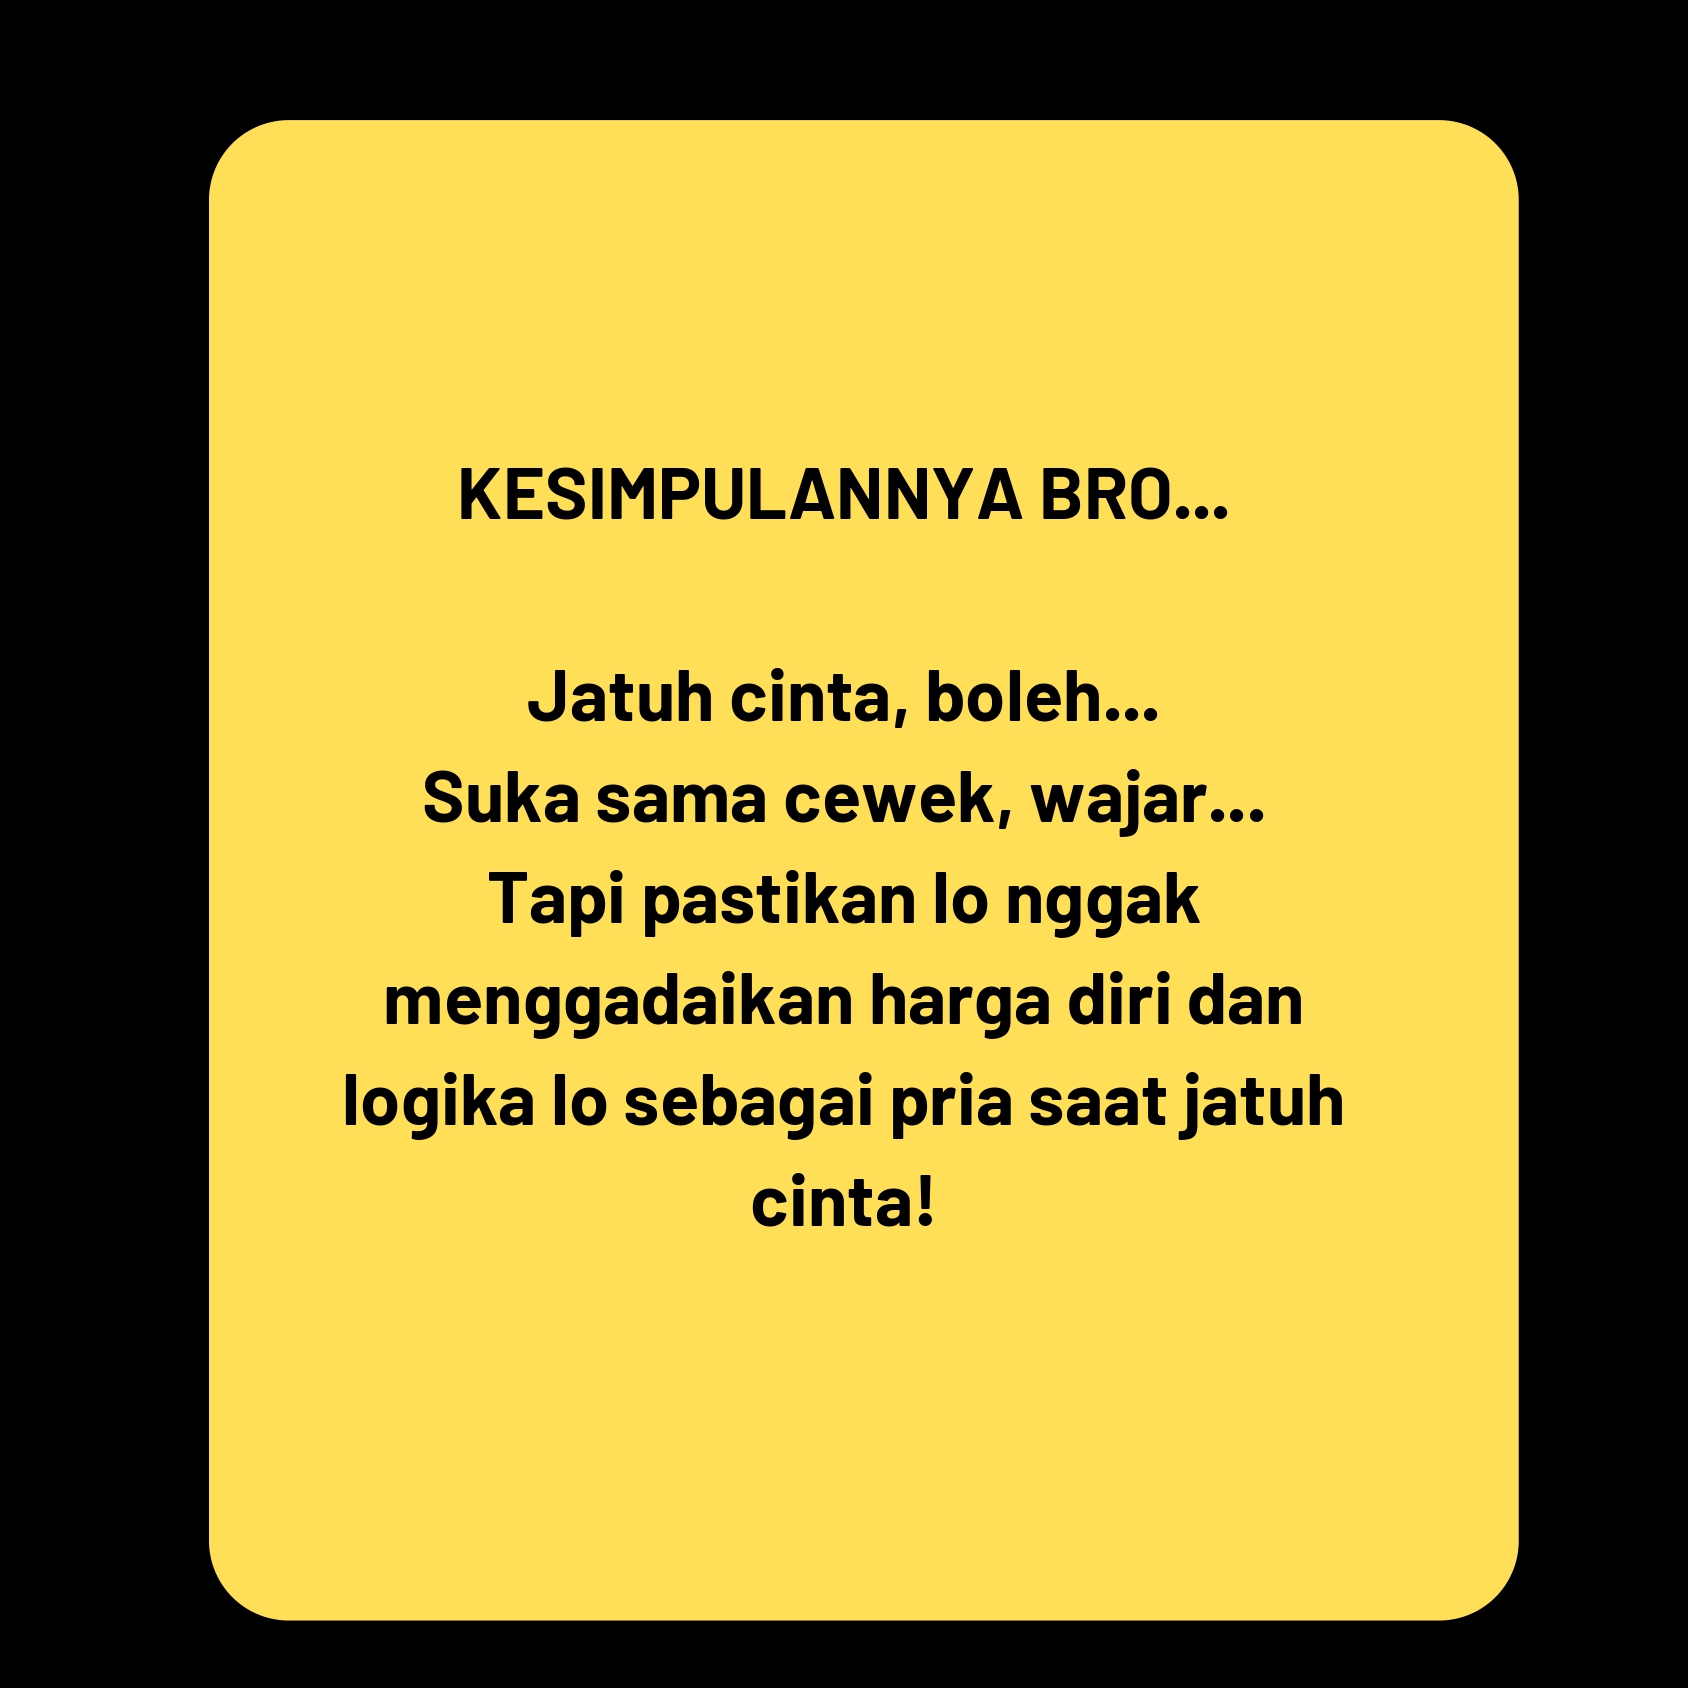 KESIMPULANNYA BRO...
Jatuh cinta, boleh...
Suka sama cewek, wajar...
Tapi pastikan lo nggak
menggadaikan harga diri dan
logika lo sebagai pria saat jatuh
cinta!